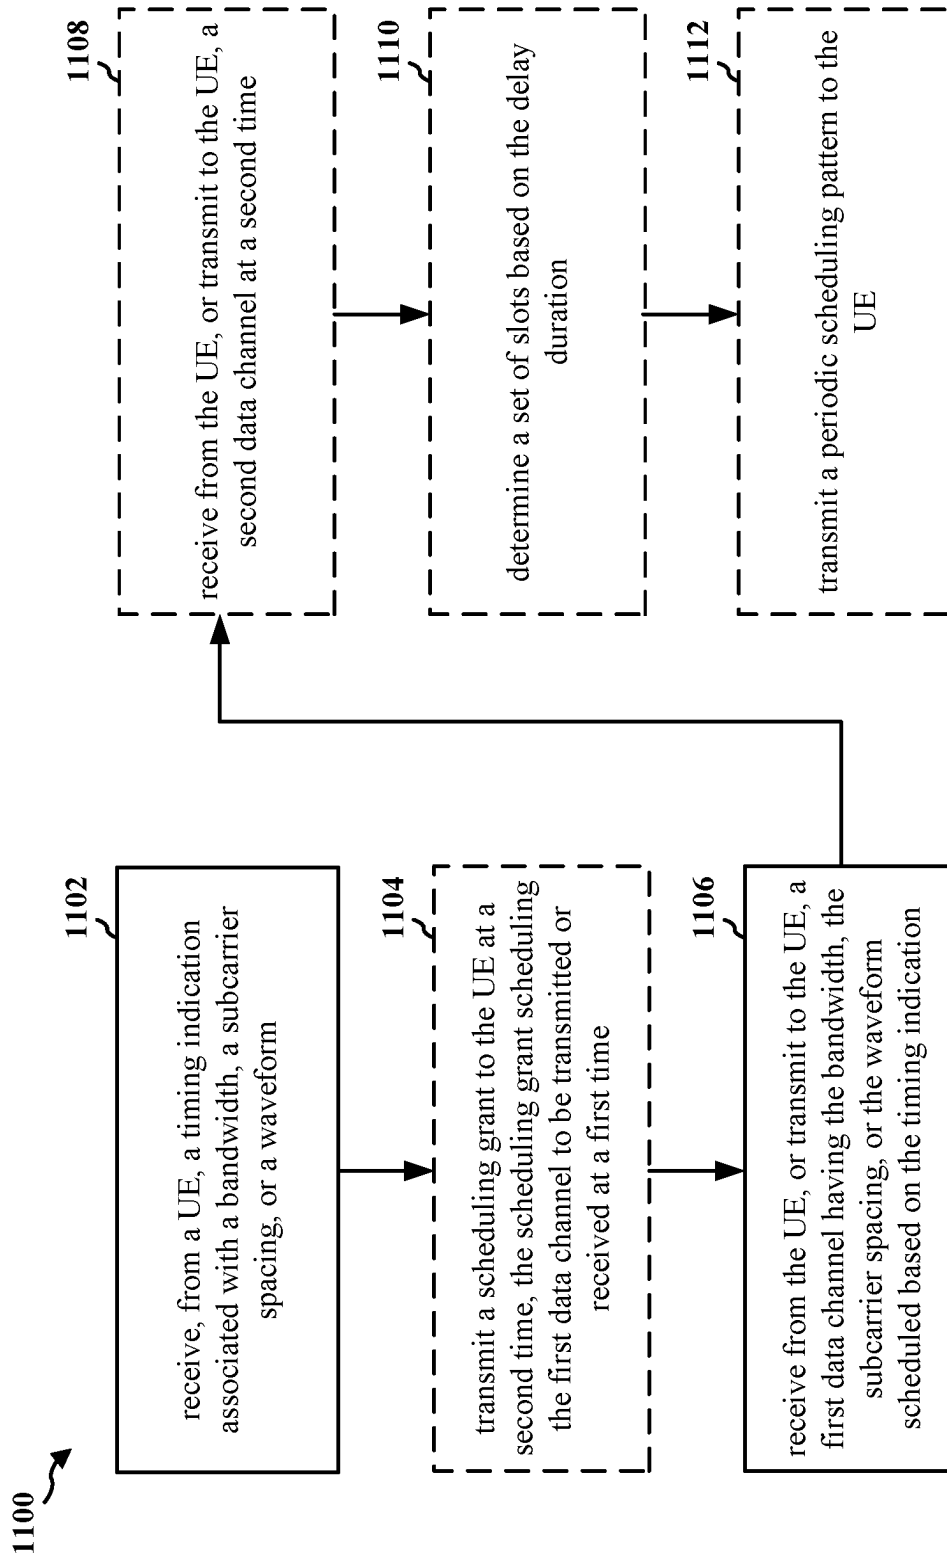 1100
1102
receive, from a UE, a timing indication
associated with a bandwidth, a subcarrier
spacing, or a waveform
1104
transmit a scheduling grant to the UE at a
second time, the scheduling grant scheduling
the first data channel to be transmitted or
received at a first time
1106
receive from the UE, or transmit to the UE, a
first data channel having the bandwidth, the
subcarrier spacing, or the waveform
scheduled based on the timing indication
1108
receive from the UE, or transmit to the UE, a
second data channel at a second time
1110
determine a set of slots based on the delay
duration
1112
transmit a periodic scheduling pattern to the
UE